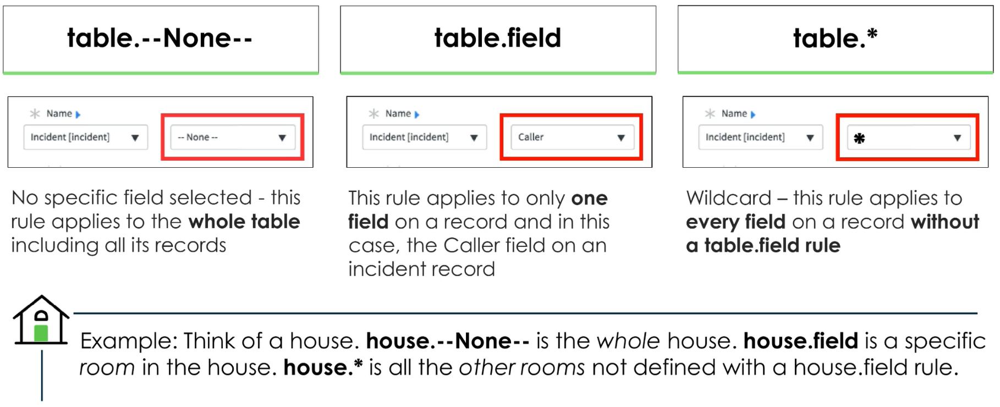 table.--None--
table.field
table.*
Name
Incident [incident]
-- None --
Name
Incident [incident]
Caller
Name
Incident [incident]
*
No specific field selected - this
rule applies to the whole table
including all its records
This rule applies to only one
field on a record and in this
case, the Caller field on an
incident record
Wildcard – this rule applies to
every field on a record without
a table.field rule
Example: Think of a house. house.--None-- is the whole house. house.field is a specific
room in the house. house.* is all the other rooms not defined with a house.field rule.